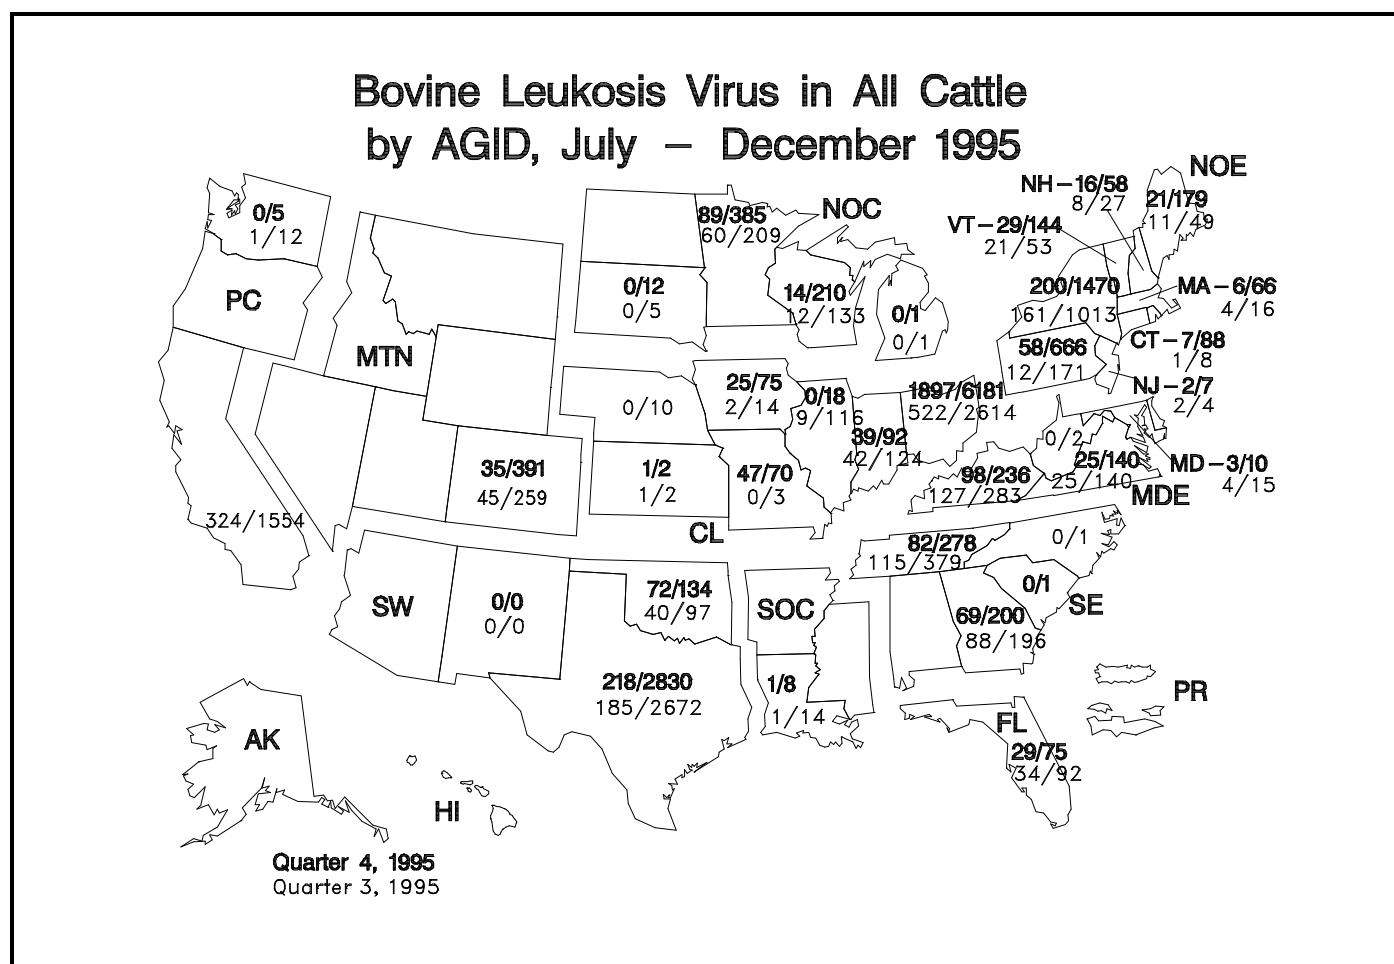 Bovine Leukosis Virus in All Cattle
by AGID, July – December 1995
NOE
NH – 16/58
8/27
21/179
11/49
VT – 29/144
21/53
0/5
1/12
89/385
60/209
NOC
PC
0/12
0/5
14/210
12/133
0/1
0/1
200/1470
161/1013
MA – 6/66
4/16
MTN
58/666
12/171
CT – 7/88
1/8
25/75
2/14
0/18
9/116
1897/6181
522/2614
NJ – 2/7
2/4
0/10
39/92
42/124
0/2
35/391
45/259
1/2
1/2
47/70
0/3
98/236
127/283
25/140
25/140
MD – 3/10
4/15
MDE
324/1554
CL
82/278
115/379
0/1
SW
0/0
0/0
72/134
40/97
SOC
0/1
SE
69/200
88/196
218/2830
185/2672
1/8
1/14
PR
AK
FL
29/75
34/92
HI
Quarter 4, 1995
Quarter 3, 1995